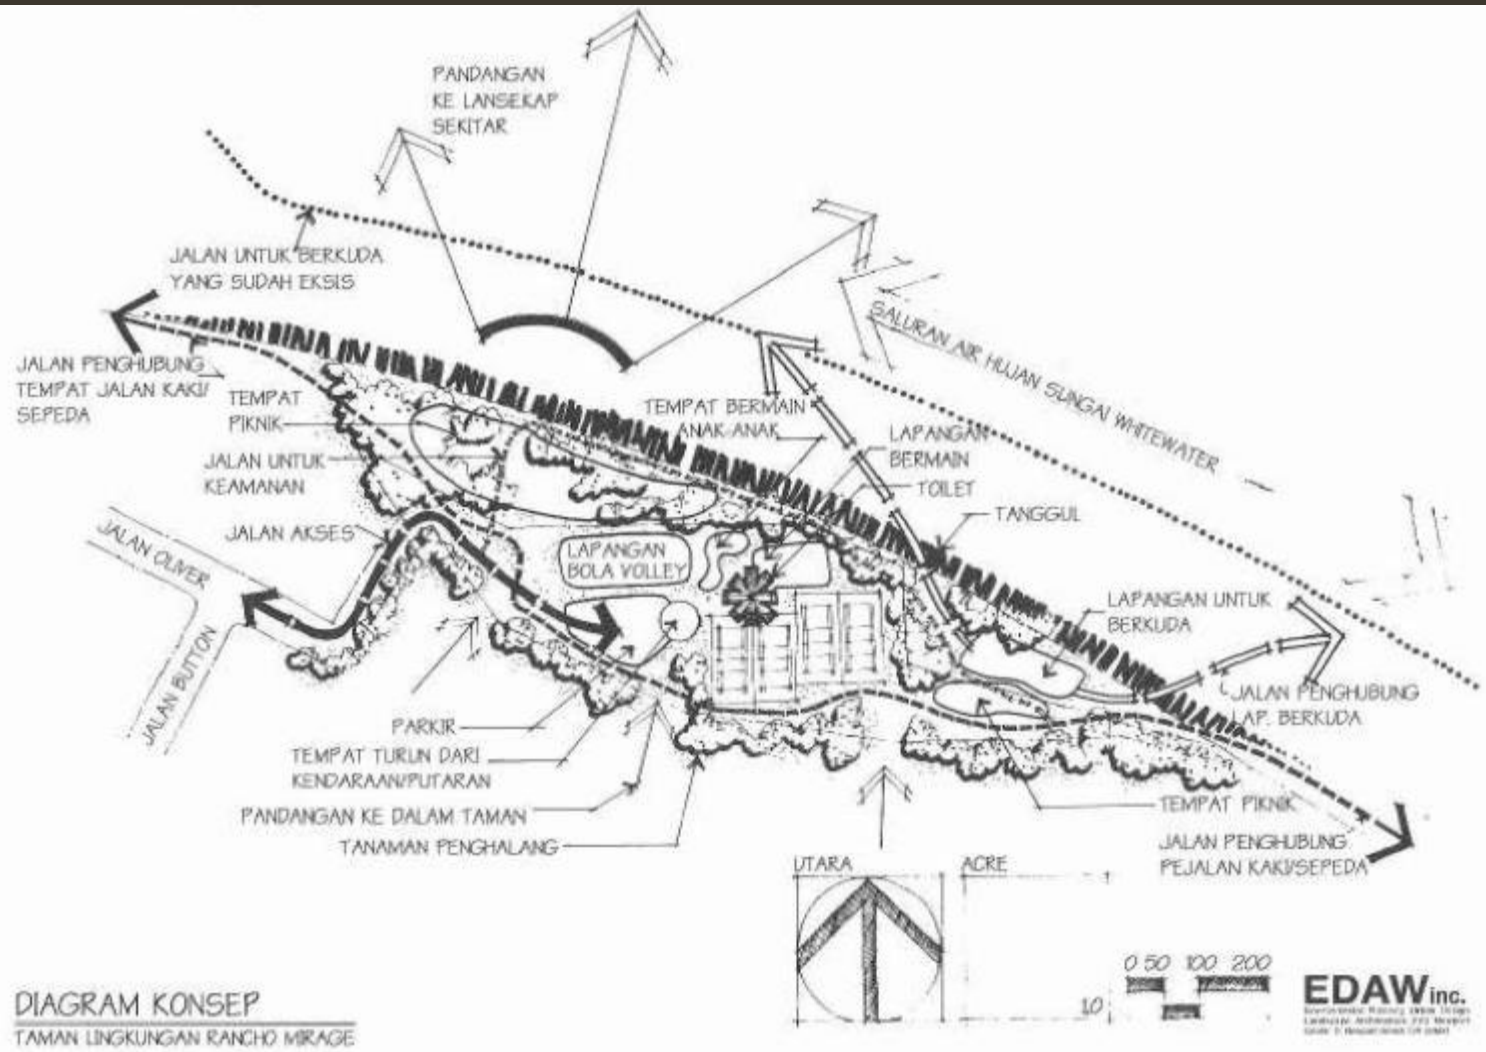 PANDANGAN
KE LANSEKAP
SEKITAR
JALAN UNTUK BERKUDA
YANG SUDAH EKSIS
SALURAN AIR HUJAN SUNGAI WHITEWATER
JALAN PENGHUBUNG
TEMPAT JALAN KAKI/
SEPEDA
TEMPAT
PIKNIK
JALAN UNTUK
KEAMANAN
JALAN AKSES
JALAN OLIVER
JALAN BUTTON
TEMPAT BERMAIN
ANAK-ANAK
LAPANGAN
BERMAIN
TOILET
TANGGUL
LAPANGAN
BOLA VOLLEY
LAPANGAN UNTUK
BERKUDA
JALAN PENGHUBUNG
LAP. BERKUDA
PARKIR
TEMPAT TURUN DARI
KENDARAAN/PUTARAN
PANDANGAN KE DALAM TAMAN
TANAMAN PENGHALANG
TEMPAT PIKNIK
JALAN PENGHUBUNG
PEJALAN KAKI/SEPEDA
UTARA
ACRE
10
0 50 100 200
EDAW inc.
DIAGRAM KONSEP
TAMAN LINGKUNGAN RANCHO MIRAGE